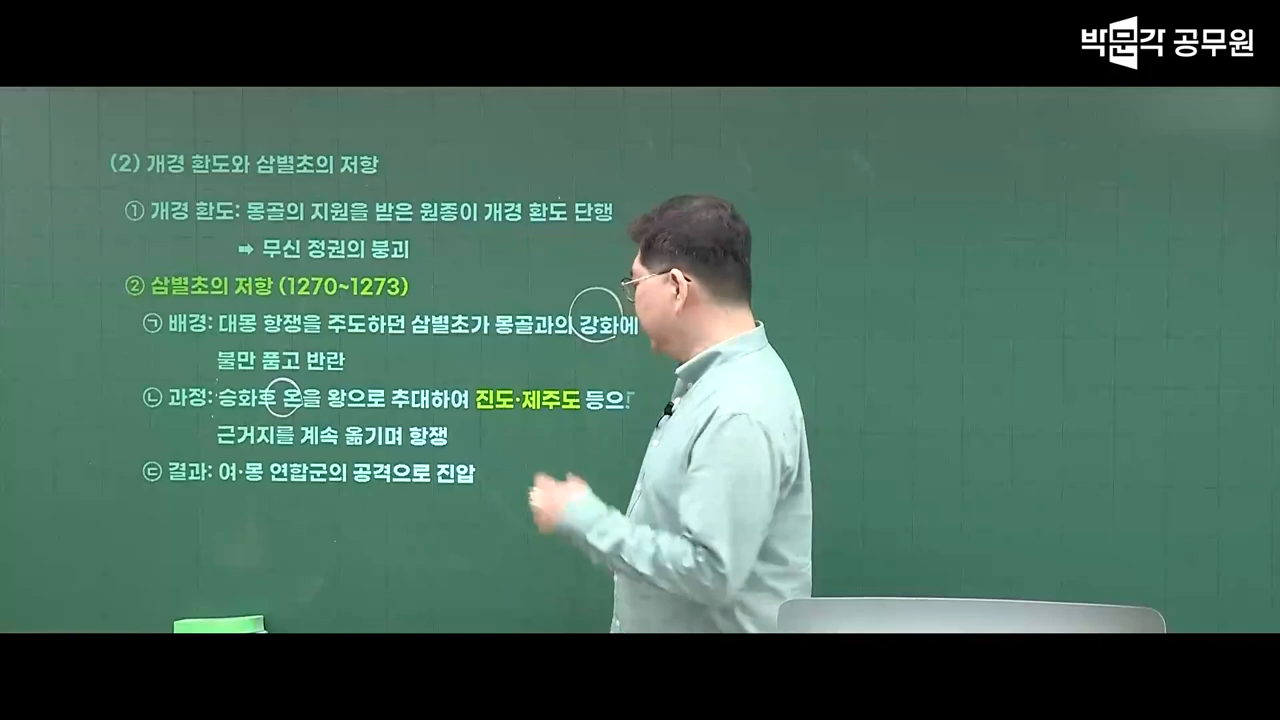 박문각 공무원
(2) 개경 환도와 삼별초의 저항
① 개경 환도: 몽골의 지원을 받은 원종이 개경 환도 단행
➡ 무신 정권의 붕괴
② 삼별초의 저항 (1270~1273)
㉠ 배경: 대몽 항쟁을 주도하던 삼별초가 몽골과의 강화에
불만 품고 반란
㉡ 과정: 승화후 온을 왕으로 추대하여 진도·제주도 등으로
근거지를 계속 옮기며 항쟁
㉢ 결과: 여·몽 연합군의 공격으로 진압